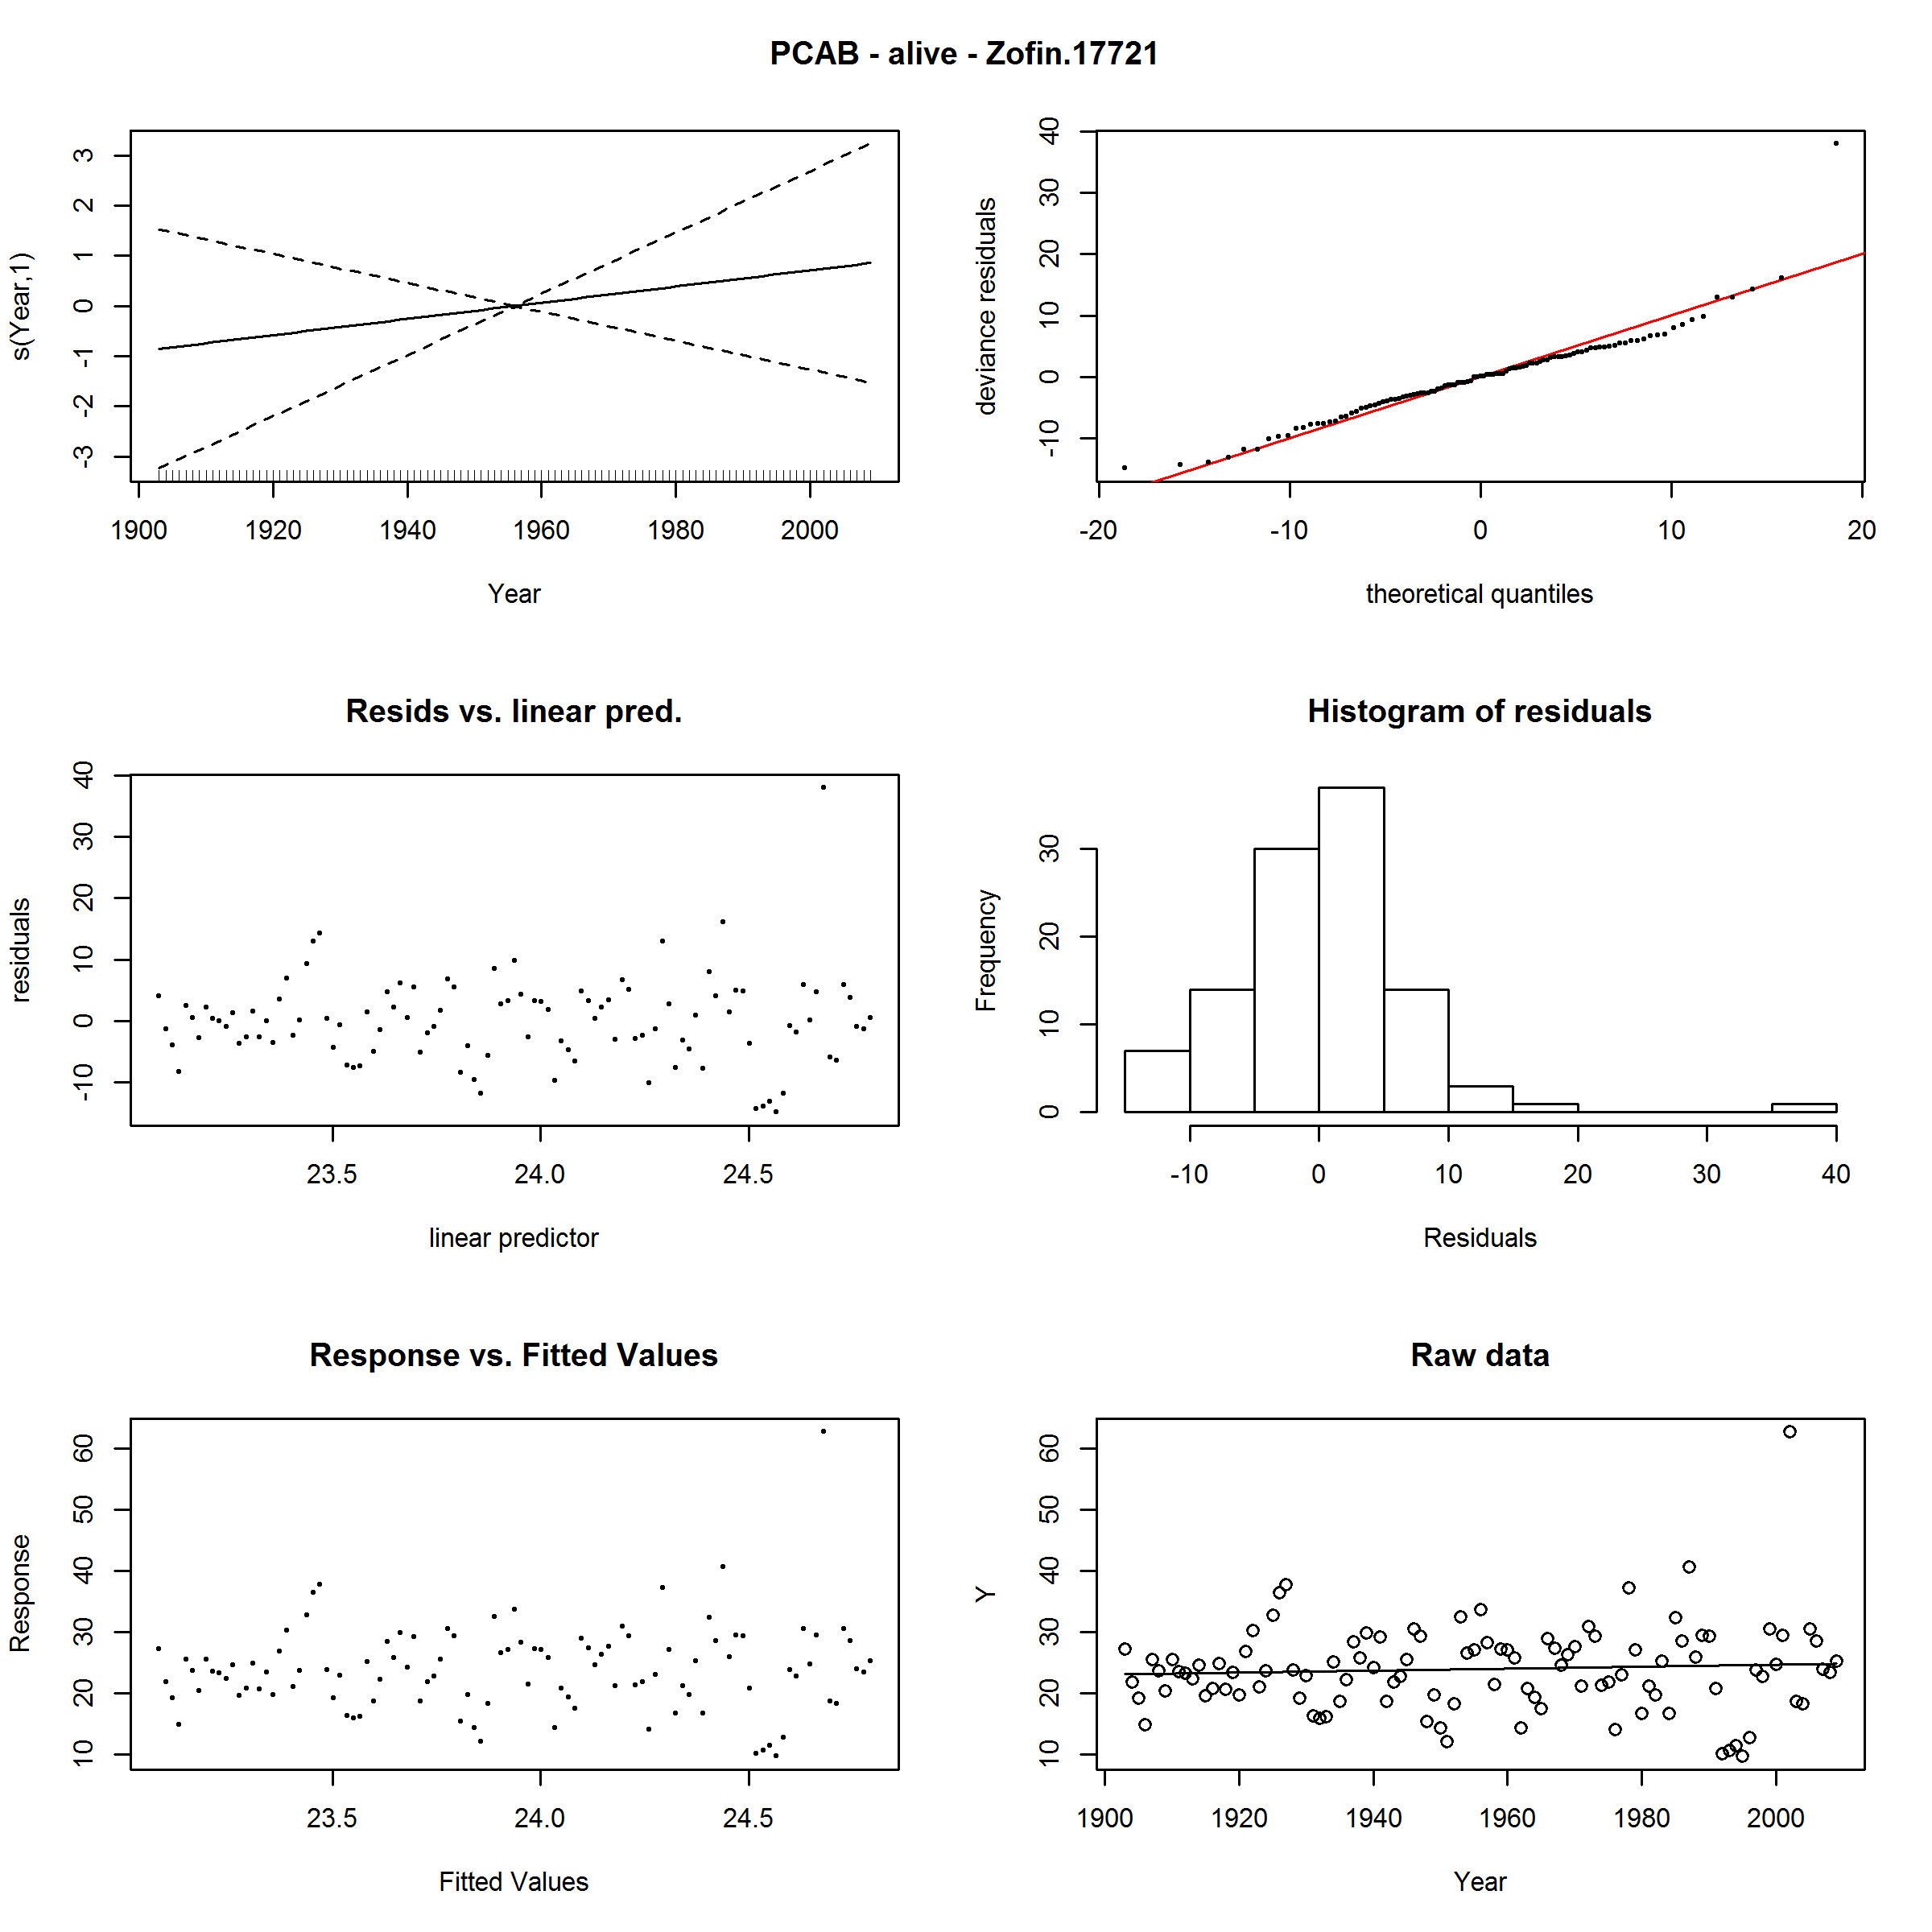 PCAB - alive - Zofin.17721
s(Year,1)
3
2
1
0
-1
-2
-3
1900 1920 1940 1960 1980 2000
Year
deviance residuals
40
30
20
10
0
-10
-20 -10 0 10 20
theoretical quantiles
Resids vs. linear pred.
residuals
40
30
20
10
0
-10
23.5 24.0 24.5
linear predictor
Histogram of residuals
Frequency
30
20
10
0
-10 0 10 20 30 40
Residuals
Response vs. Fitted Values
Response
60
50
40
30
20
10
23.5 24.0 24.5
Fitted Values
Raw data
Y
60
50
40
30
20
10
1900 1920 1940 1960 1980 2000
Year